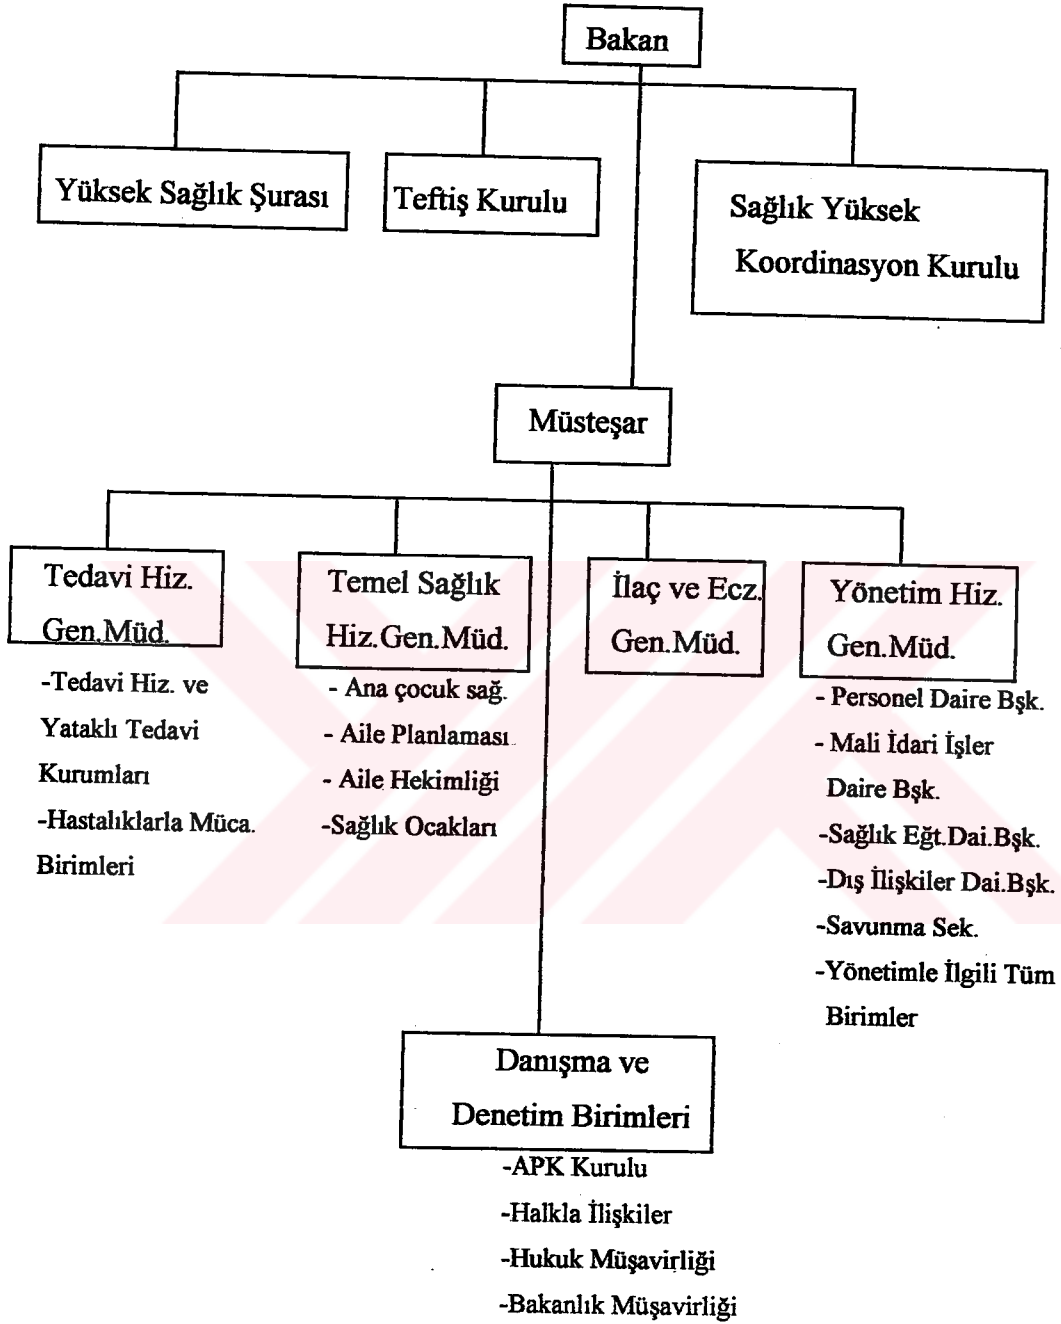 Bakan
Yüksek Sağlık Şurası
Teftiş Kurulu
Sağlık Yüksek
Koordinasyon Kurulu
Müsteşar
Tedavi Hiz.
Gen.Müd.
-Tedavi Hiz. ve
Yataklı Tedavi
Kurumları
-Hastalıklarla Müca.
Birimleri
Temel Sağlık
Hiz.Gen.Müd.
- Ana çocuk sağ.
- Aile Planlaması
- Aile Hekimliği
-Sağlık Ocakları
İlaç ve Ecz.
Gen.Müd.
Yönetim Hiz.
Gen.Müd.
- Personel Daire Bşk.
- Mali İdari İşler
Daire Bşk.
-Sağlık Eğt.Dai.Bşk.
-Dış İlişkiler Dai.Bşk.
-Savunma Sek.
-Yönetimle İlgili Tüm
Birimler
Danışma ve
Denetim Birimleri
-APK Kurulu
-Halkla İlişkiler
-Hukuk Müşavirliği
-Bakanlık Müşavirliği